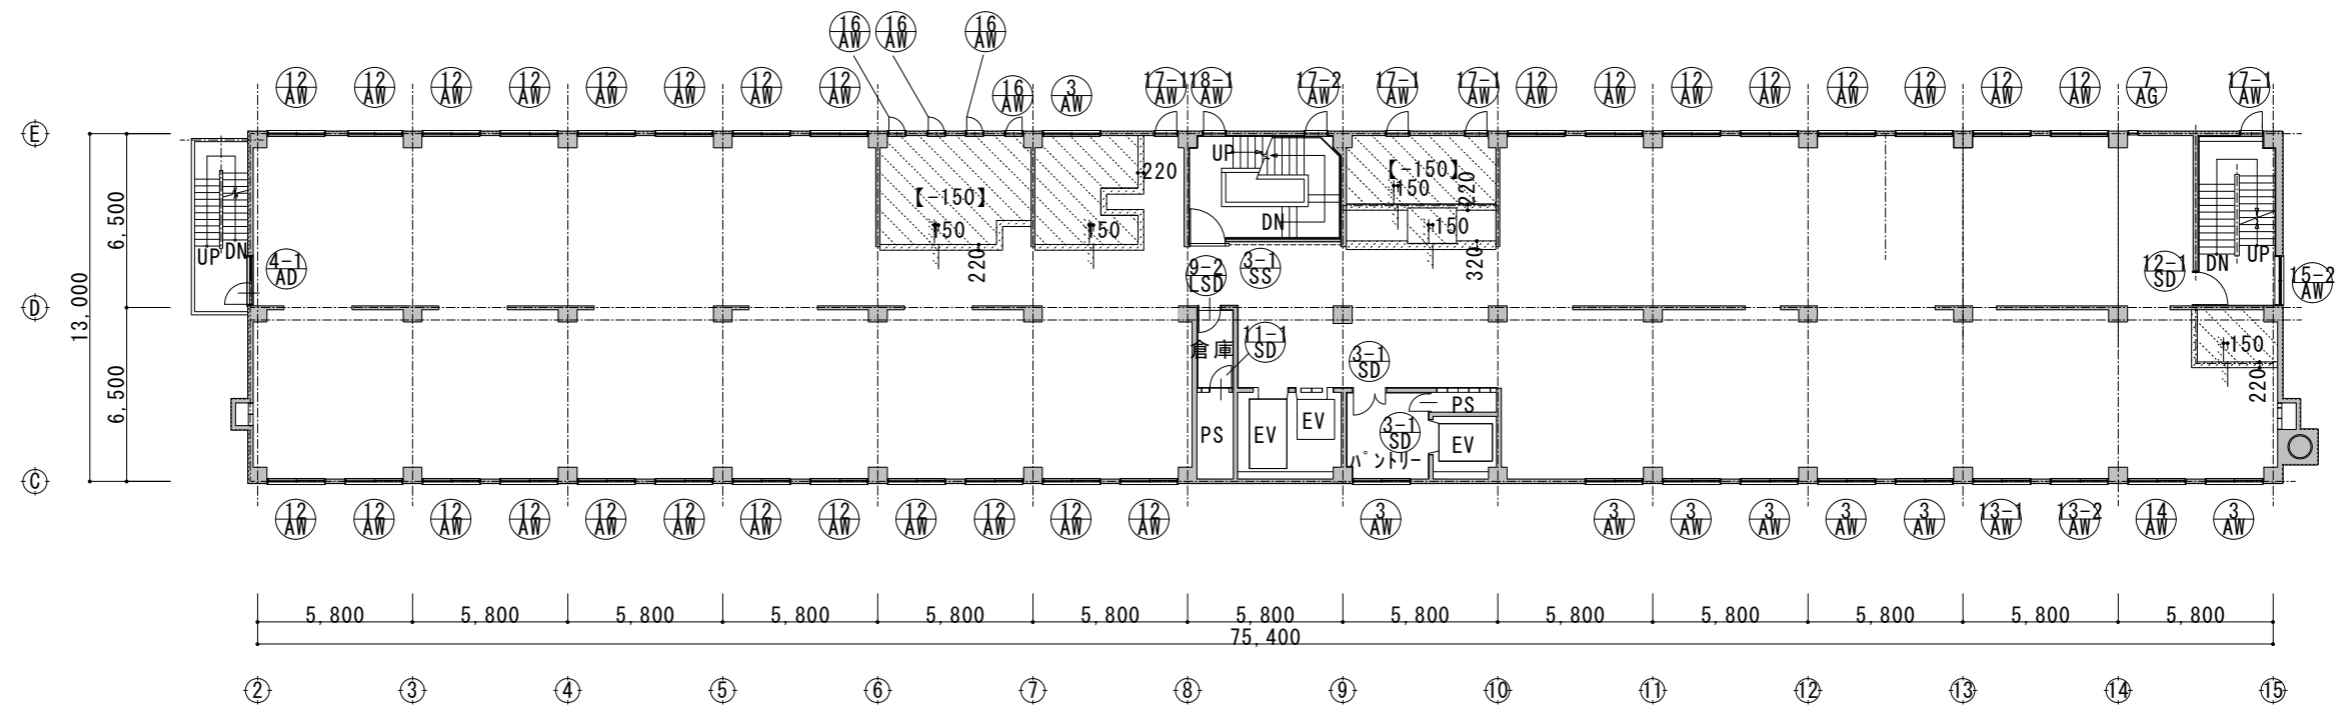 16 AW
16 AW
16 AW
12 AW
12 AW
12 AW
12 AW
12 AW
12 AW
12 AW
12 AW
16 AW
3 AW
17-1 AW
18-1 AW
17-2 AW
17-1 AW
17-1 AW
12 AW
12 AW
12 AW
12 AW
12 AW
12 AW
12 AW
12 AW
7 AG
17-1 AW
E
UP
220
【-150】
150
220
【-150】
150
150
150
220
320
DN
UP
DN
4-1 AD
9-2 LSD
3-1 SS
12-1 SD
DN
UP
15-2 AW
6,500
13,000
6,500
D
倉庫
11-1 SD
3-1 SD
150
220
PS
EV
EV
3-1 SD
パントリー
PS
EV
C
12 AW
12 AW
12 AW
12 AW
12 AW
12 AW
12 AW
12 AW
12 AW
12 AW
12 AW
12 AW
3 AW
3 AW
3 AW
3 AW
3 AW
3 AW
13-1 AW
13-2 AW
14 AW
3 AW
5,800
5,800
5,800
5,800
5,800
5,800
5,800
5,800
5,800
5,800
5,800
5,800
5,800
75,400
2
3
4
5
6
7
8
9
10
11
12
13
14
15